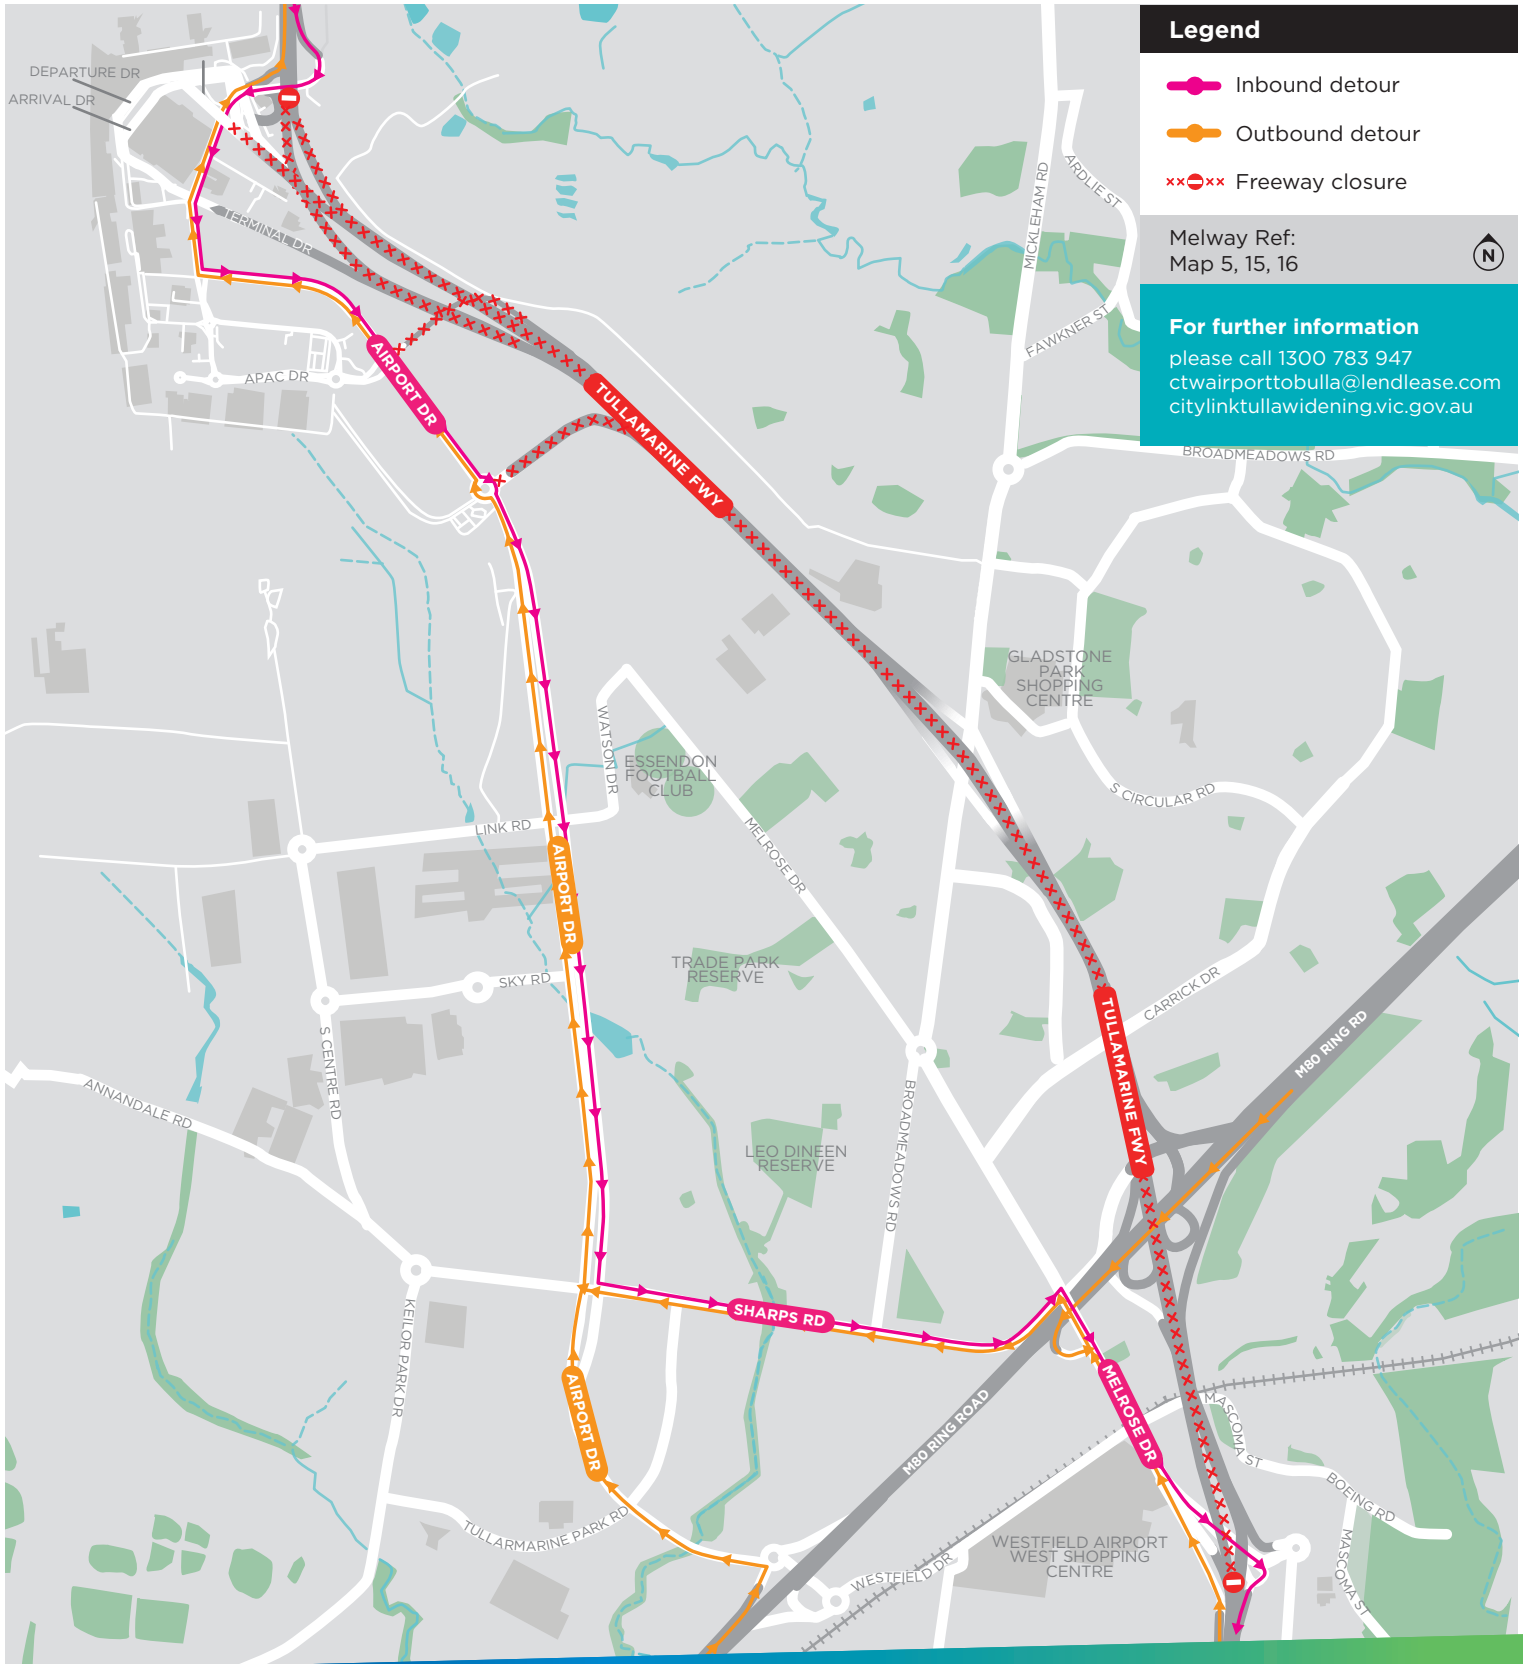 Legend
Inbound detour
Outbound detour
Freeway closure
Melway Ref:
Map 5, 15, 16
N
For further information
please call 1300 783 947
ctwairporttobulla@lendlease.com
citylinktullawidening.vic.gov.au
DEPARTURE DR
ARRIVAL DR
TERMINAL DR
MICKLEHAM RD
ARDLIE ST
FAWKNER ST
AIRPORT DR
APAC DR
TULLAMARINE FWY
BROADMEADOWS RD
GLADSTONE
PARK
SHOPPING
CENTRE
WATSON DR
ESSENDON
FOOTBALL
CLUB
S CIRCULAR RD
LINK RD
MELROSE DR
AIRPORT DR
TRADE PARK
RESERVE
SKY RD
CARRICK DR
S CENTRE RD
TULLAMARINE FWY
M80 RING RD
ANNANDALE RD
BROADMEADOWS RD
LEO DINEEN
RESERVE
SHARPS RD
KEILOR PARK DR
AIRPORT DR
M80 RING ROAD
MELROSE DR
MASCOMA ST
BOEING RD
TULLARMARINE PARK RD
WESTFIELD DR
WESTFIELD AIRPORT
WEST SHOPPING
CENTRE
MASCOMA ST